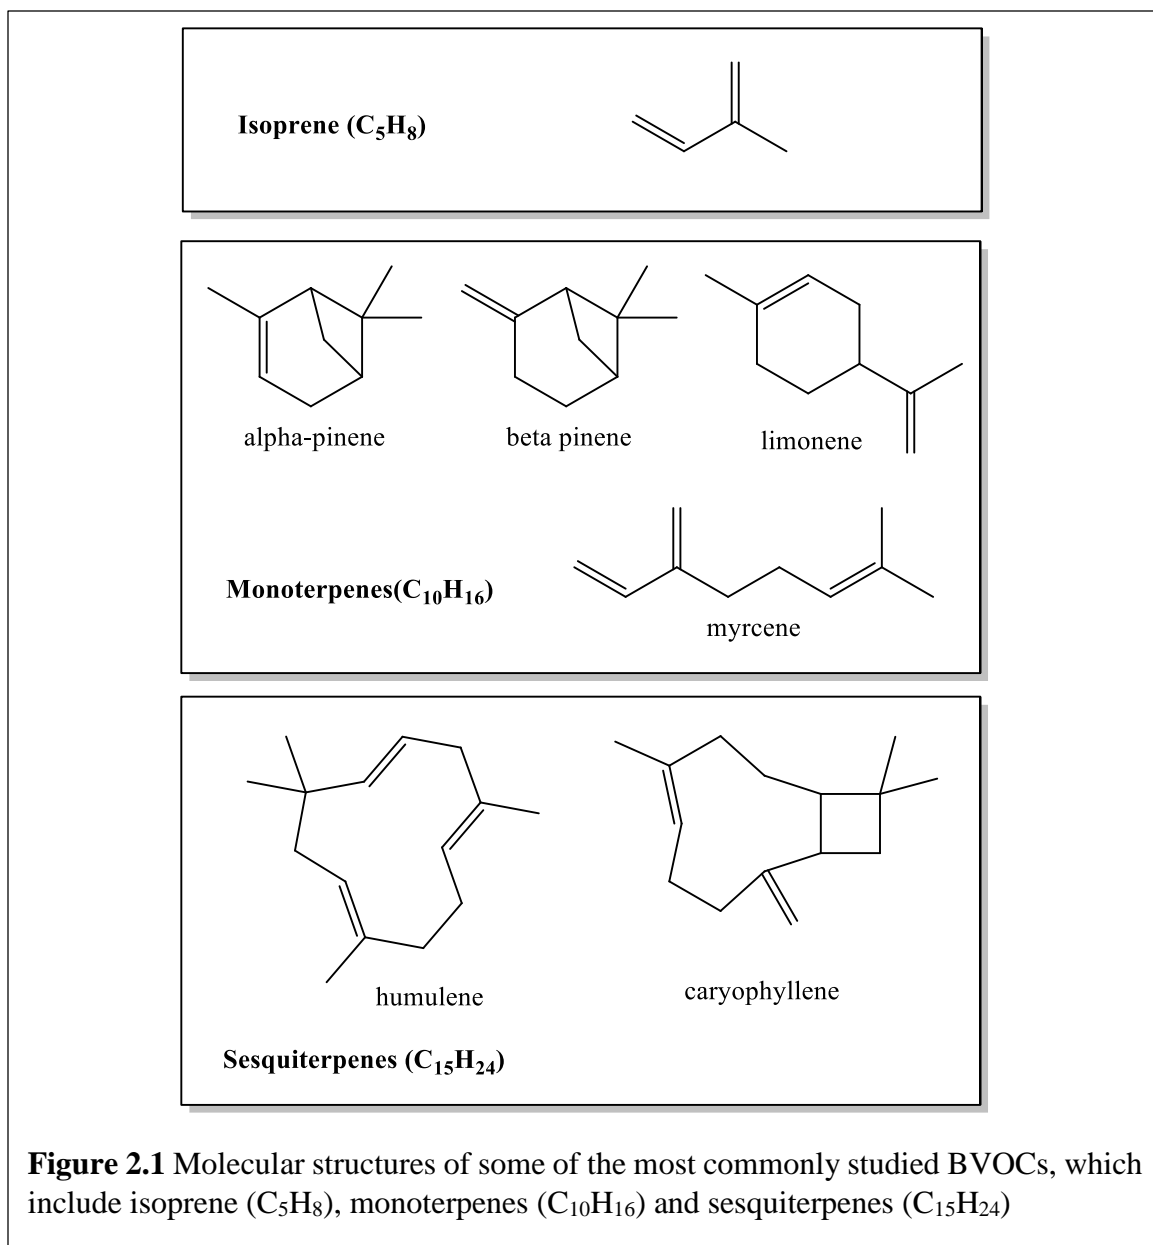 Isoprene (C₅H₈)
alpha-pinene
beta pinene
limonene
Monoterpenes(C₁₀H₁₆)
myrcene
humulene
caryophyllene
Sesquiterpenes (C₁₅H₂₄)
Figure 2.1 Molecular structures of some of the most commonly studied BVOCs, which
include isoprene (C₅H₈), monoterpenes (C₁₀H₁₆) and sesquiterpenes (C₁₅H₂₄)